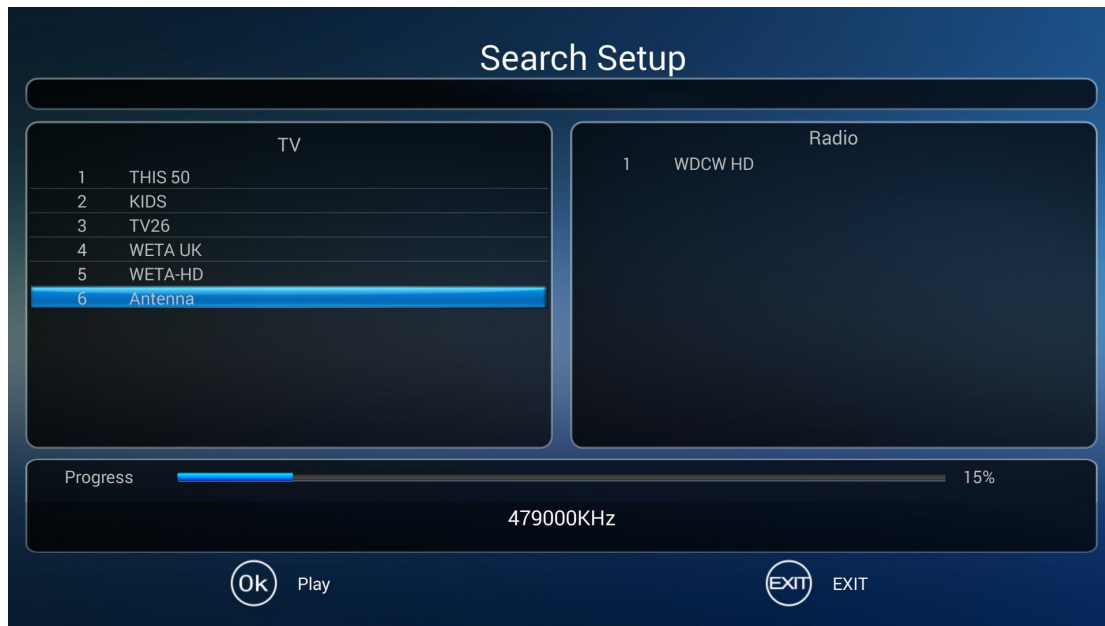 Search Setup
TV
1 THIS 50
2 KIDS
3 TV26
4 WETA UK
5 WETA-HD
6 Antenna
Radio
1 WDCW HD
Progress 15%
479000KHz
Ok Play
EXIT EXIT